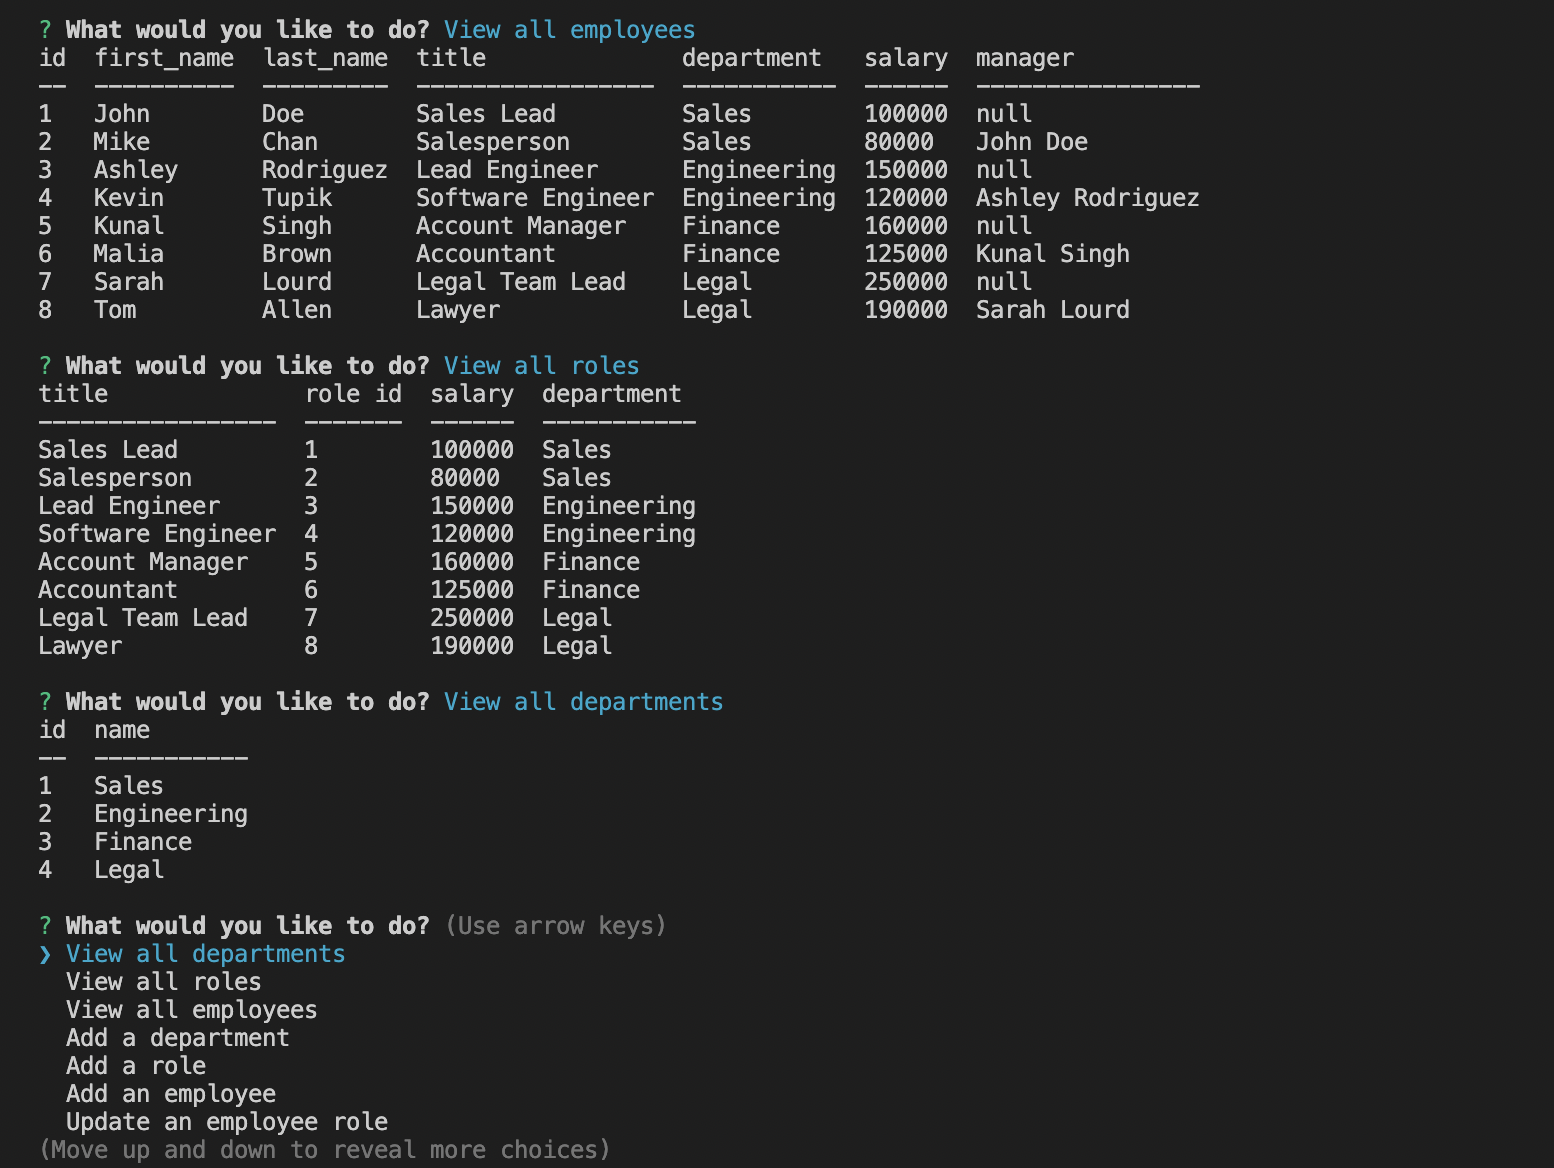 ? What would you like to do? View all employees
id  first_name  last_name  title              department   salary  manager
--  ----------  ---------  -----------------  -----------  ------  ----------------
1   John        Doe        Sales Lead         Sales        100000  null
2   Mike        Chan       Salesperson        Sales        80000   John Doe
3   Ashley      Rodriguez  Lead Engineer      Engineering  150000  null
4   Kevin       Tupik      Software Engineer  Engineering  120000  Ashley Rodriguez
5   Kunal       Singh      Account Manager    Finance      160000  null
6   Malia       Brown      Accountant         Finance      125000  Kunal Singh
7   Sarah       Lourd      Legal Team Lead    Legal        250000  null
8   Tom         Allen      Lawyer             Legal        190000  Sarah Lourd
? What would you like to do? View all roles
title              role id  salary  department
-----------------  -------  ------  -----------
Sales Lead         1        100000  Sales
Salesperson        2        80000   Sales
Lead Engineer      3        150000  Engineering
Software Engineer  4        120000  Engineering
Account Manager    5        160000  Finance
Accountant         6        125000  Finance
Legal Team Lead    7        250000  Legal
Lawyer             8        190000  Legal
? What would you like to do? View all departments
id  name
--  -----------
1   Sales
2   Engineering
3   Finance
4   Legal
? What would you like to do? (Use arrow keys)
❯ View all departments
  View all roles
  View all employees
  Add a department
  Add a role
  Add an employee
  Update an employee role
(Move up and down to reveal more choices)